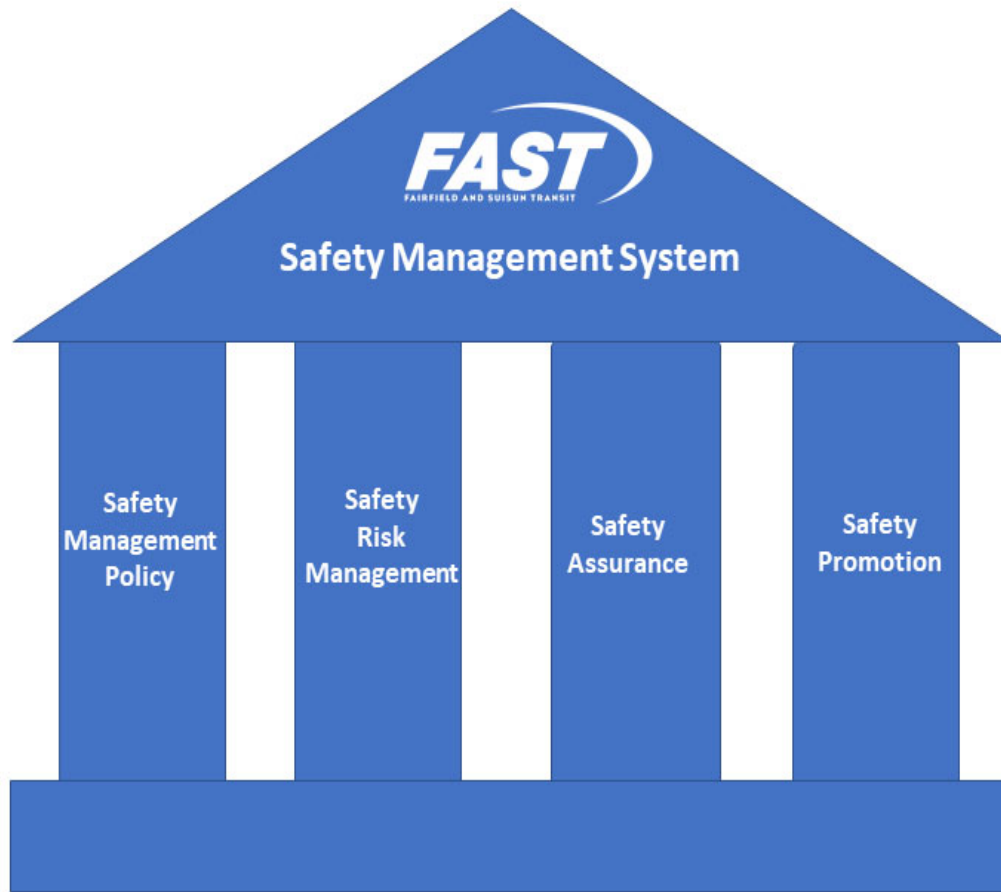 FAST
FAIRFIELD AND SUISUN TRANSIT
Safety Management System
Safety
Management
Policy
Safety
Risk
Management
Safety
Assurance
Safety
Promotion